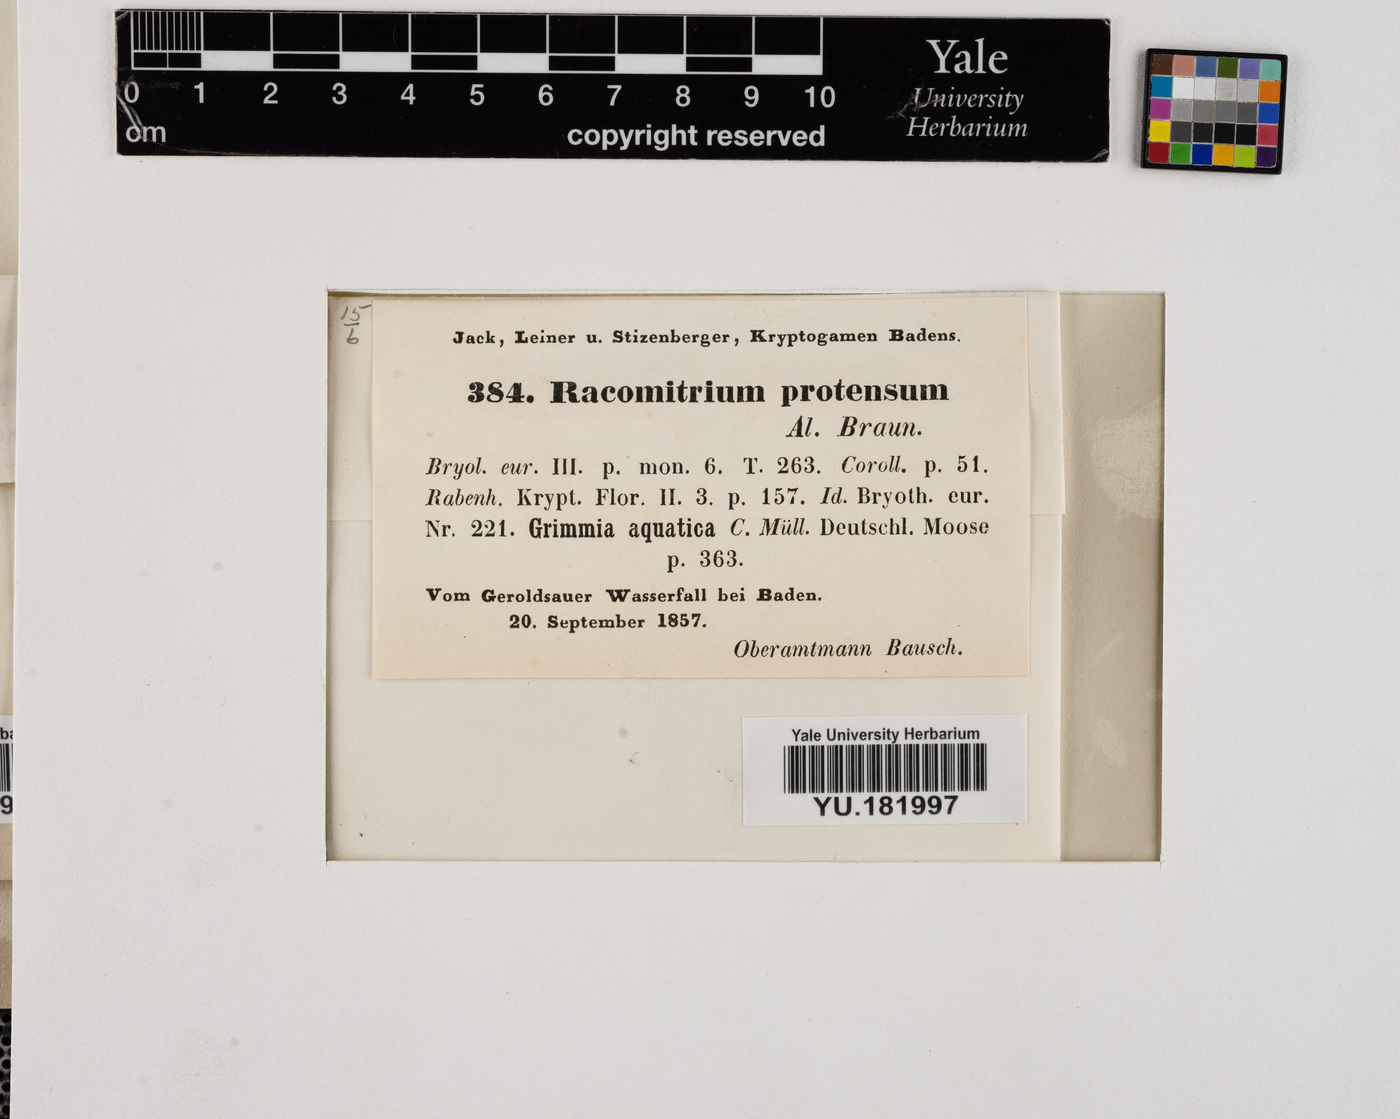 0 1 2 3 4 5 6 7 8 9 10
cm
copyright reserved
Yale
University
Herbarium
15
6
Jack, Leiner u. Stizenberger, Kryptogamen Badens.
384. Racomitrium protensum
Al. Braun.
Bryol. eur. III. p. mon. 6. T. 263. Coroll. p. 51.
Rabenh. Krypt. Flor. II. 3. p. 157. Id. Bryoth. eur.
Nr. 221. Grimmia aquatica C. Müll. Deutschl. Moose
p. 363.
Vom Geroldsauer Wasserfall bei Baden.
20. September 1857.
Oberamtmann Bausch.
Yale University Herbarium
YU.181997